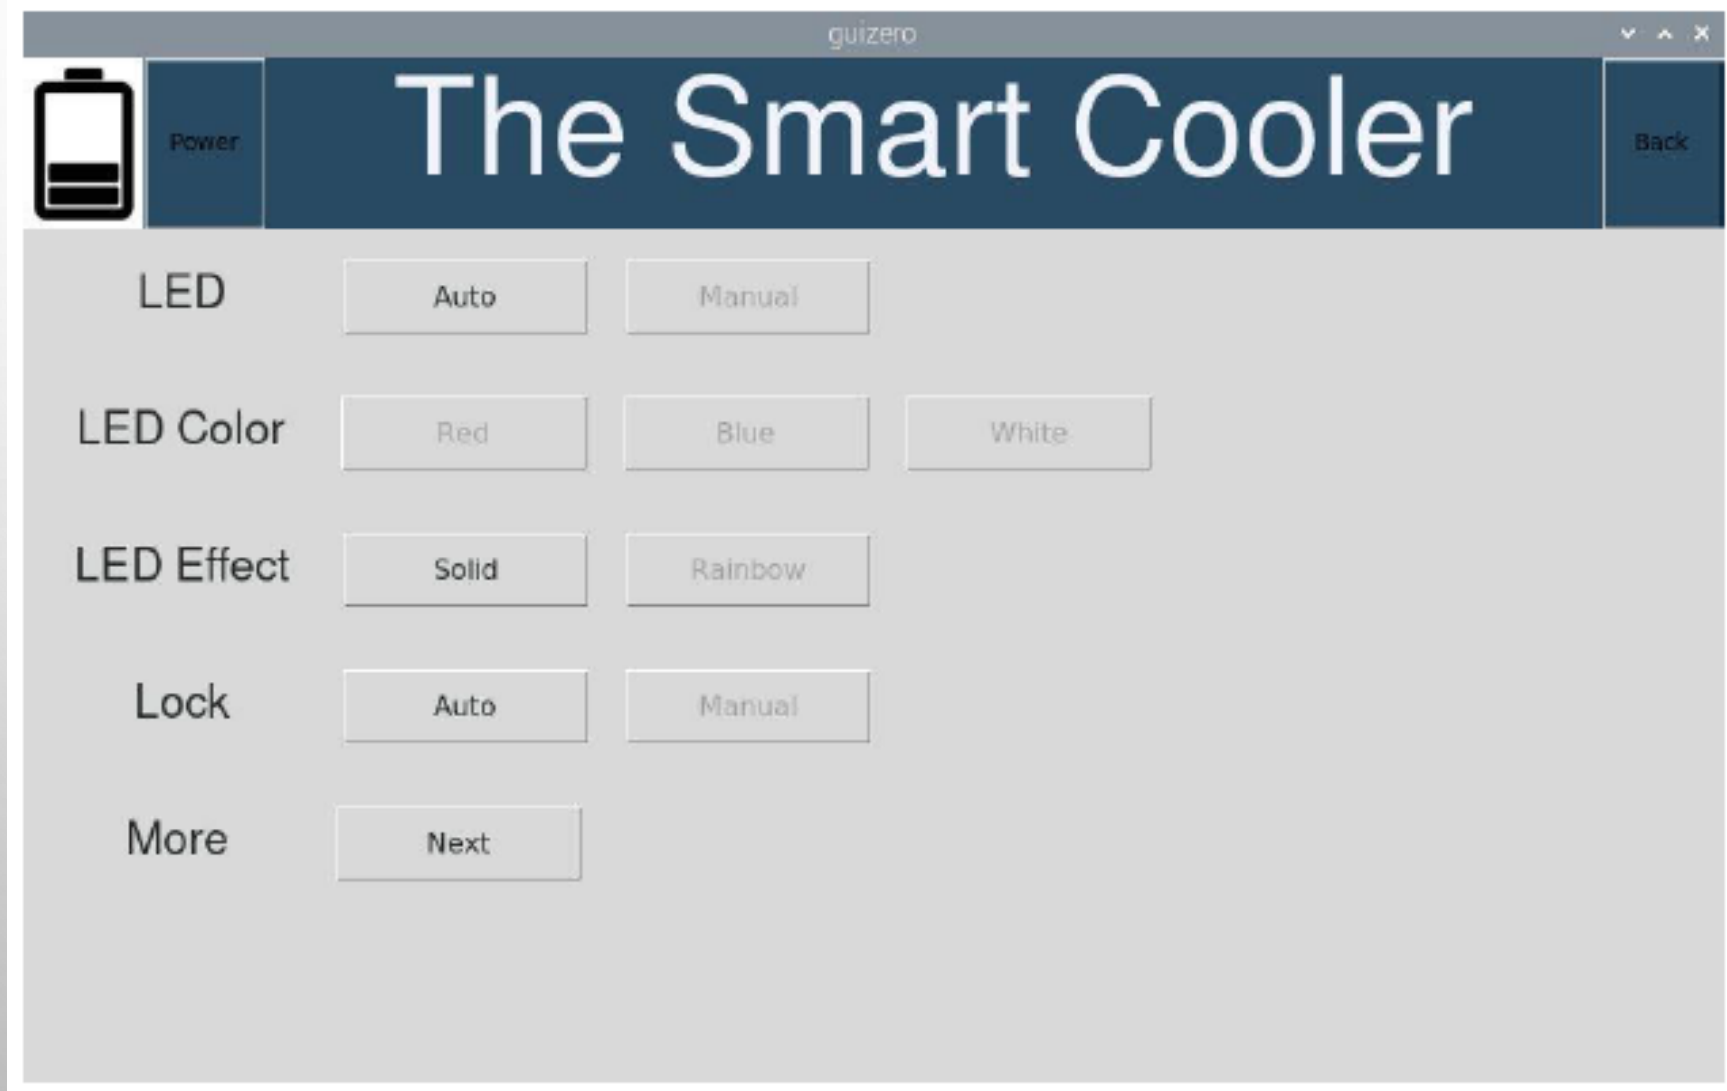 guizero
Power
The Smart Cooler
Back
LED
Auto
Manual
LED Color
Red
Blue
White
LED Effect
Solid
Rainbow
Lock
Auto
Manual
More
Next